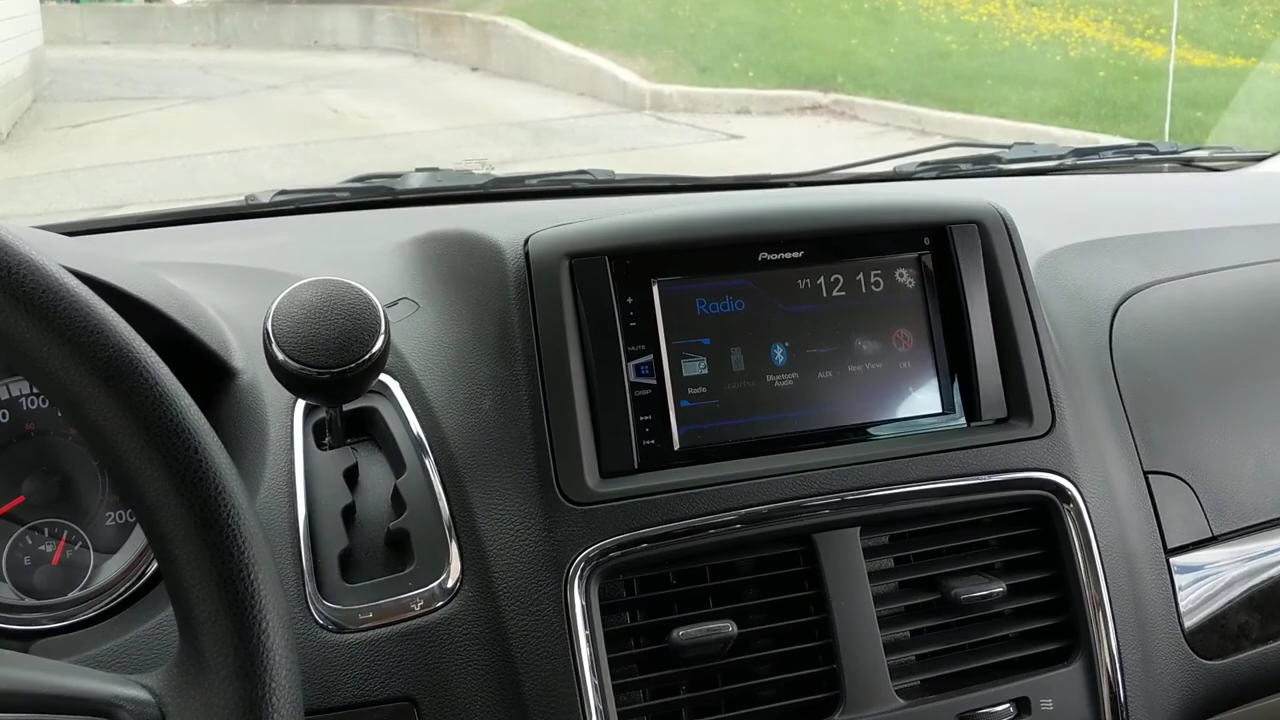 Pioneer
1/1 12 15
Radio
MUTE
DISP
Radio
Bluetooth Audio
AUX
Rear View
OFF
100
200
E F